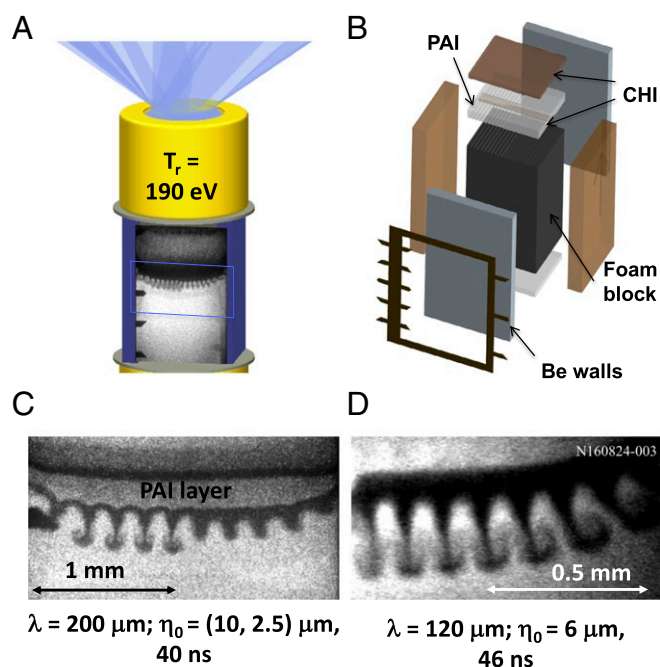 A
T_r =
190 eV
B
PAI
CHI
Foam
block
Be walls
C
PAI layer
1 mm
λ = 200 μm; η₀ = (10, 2.5) μm,
40 ns
D
N160824-003
0.5 mm
λ = 120 μm; η₀ = 6 μm,
46 ns